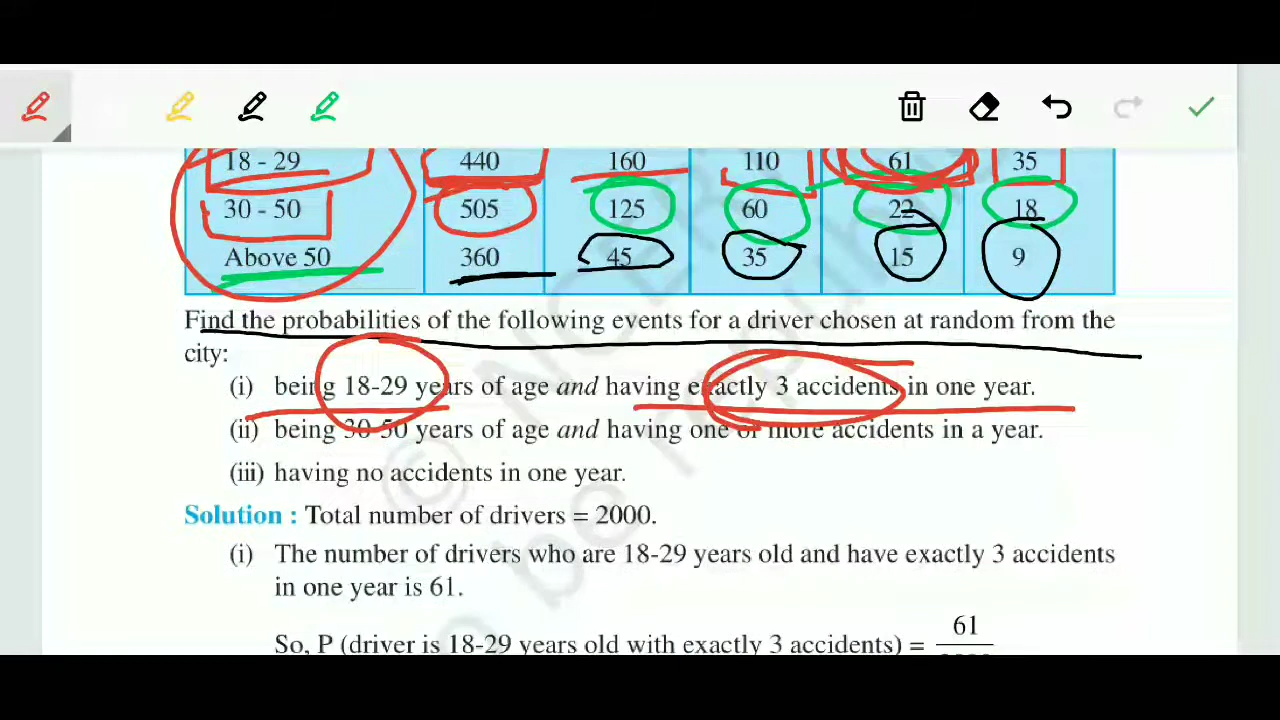 18 - 29 440 160 110 61 35
30 - 50 505 125 60 22 18
Above 50 360 45 35 15 9
Find the probabilities of the following events for a driver chosen at random from the
city:
(i) being 18-29 years of age and having exactly 3 accidents in one year.
(ii) being 30-50 years of age and having one or more accidents in a year.
(iii) having no accidents in one year.
Solution : Total number of drivers = 2000.
(i) The number of drivers who are 18-29 years old and have exactly 3 accidents
in one year is 61.
So, P (driver is 18-29 years old with exactly 3 accidents) = 61